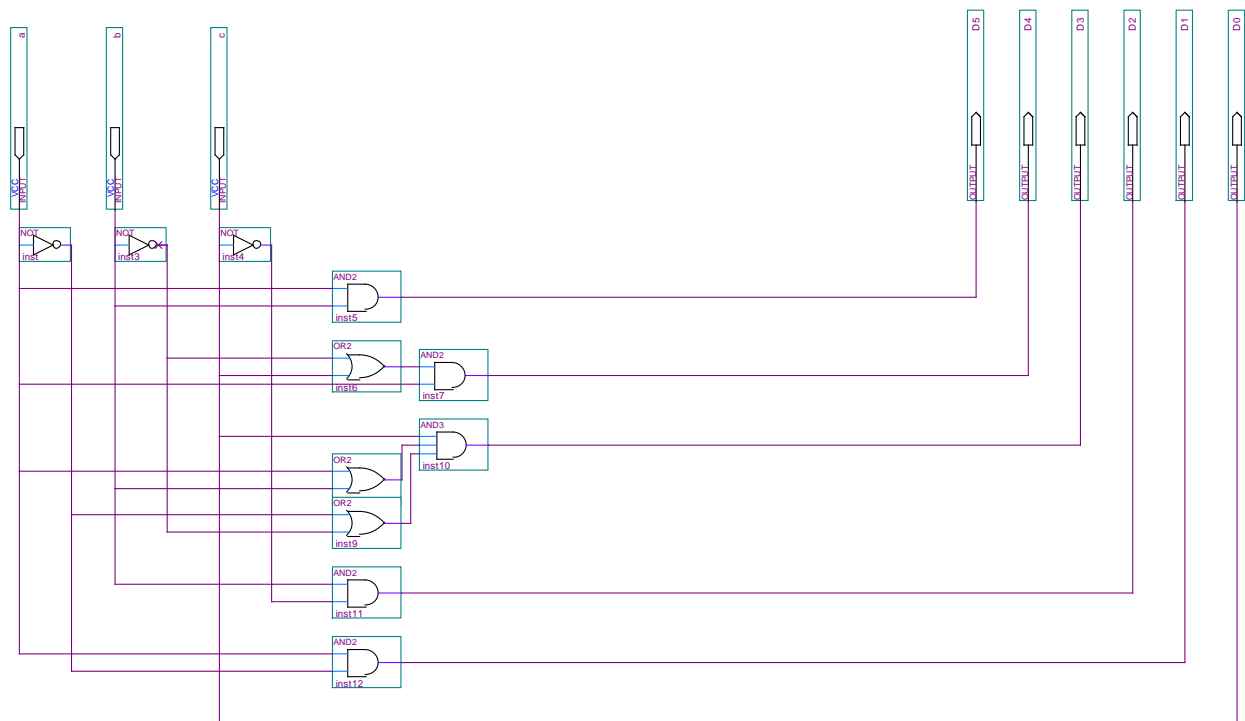 a
b
c
D5
D4
D3
D2
D1
D0
VCC
INPUT
VCC
INPUT
VCC
INPUT
OUTPUT
OUTPUT
OUTPUT
OUTPUT
OUTPUT
OUTPUT
NOT
inst
NOT
inst3
NOT
inst4
AND2
inst5
OR2
inst6
AND2
inst7
AND3
inst10
OR2
OR2
inst9
AND2
inst11
AND2
inst12